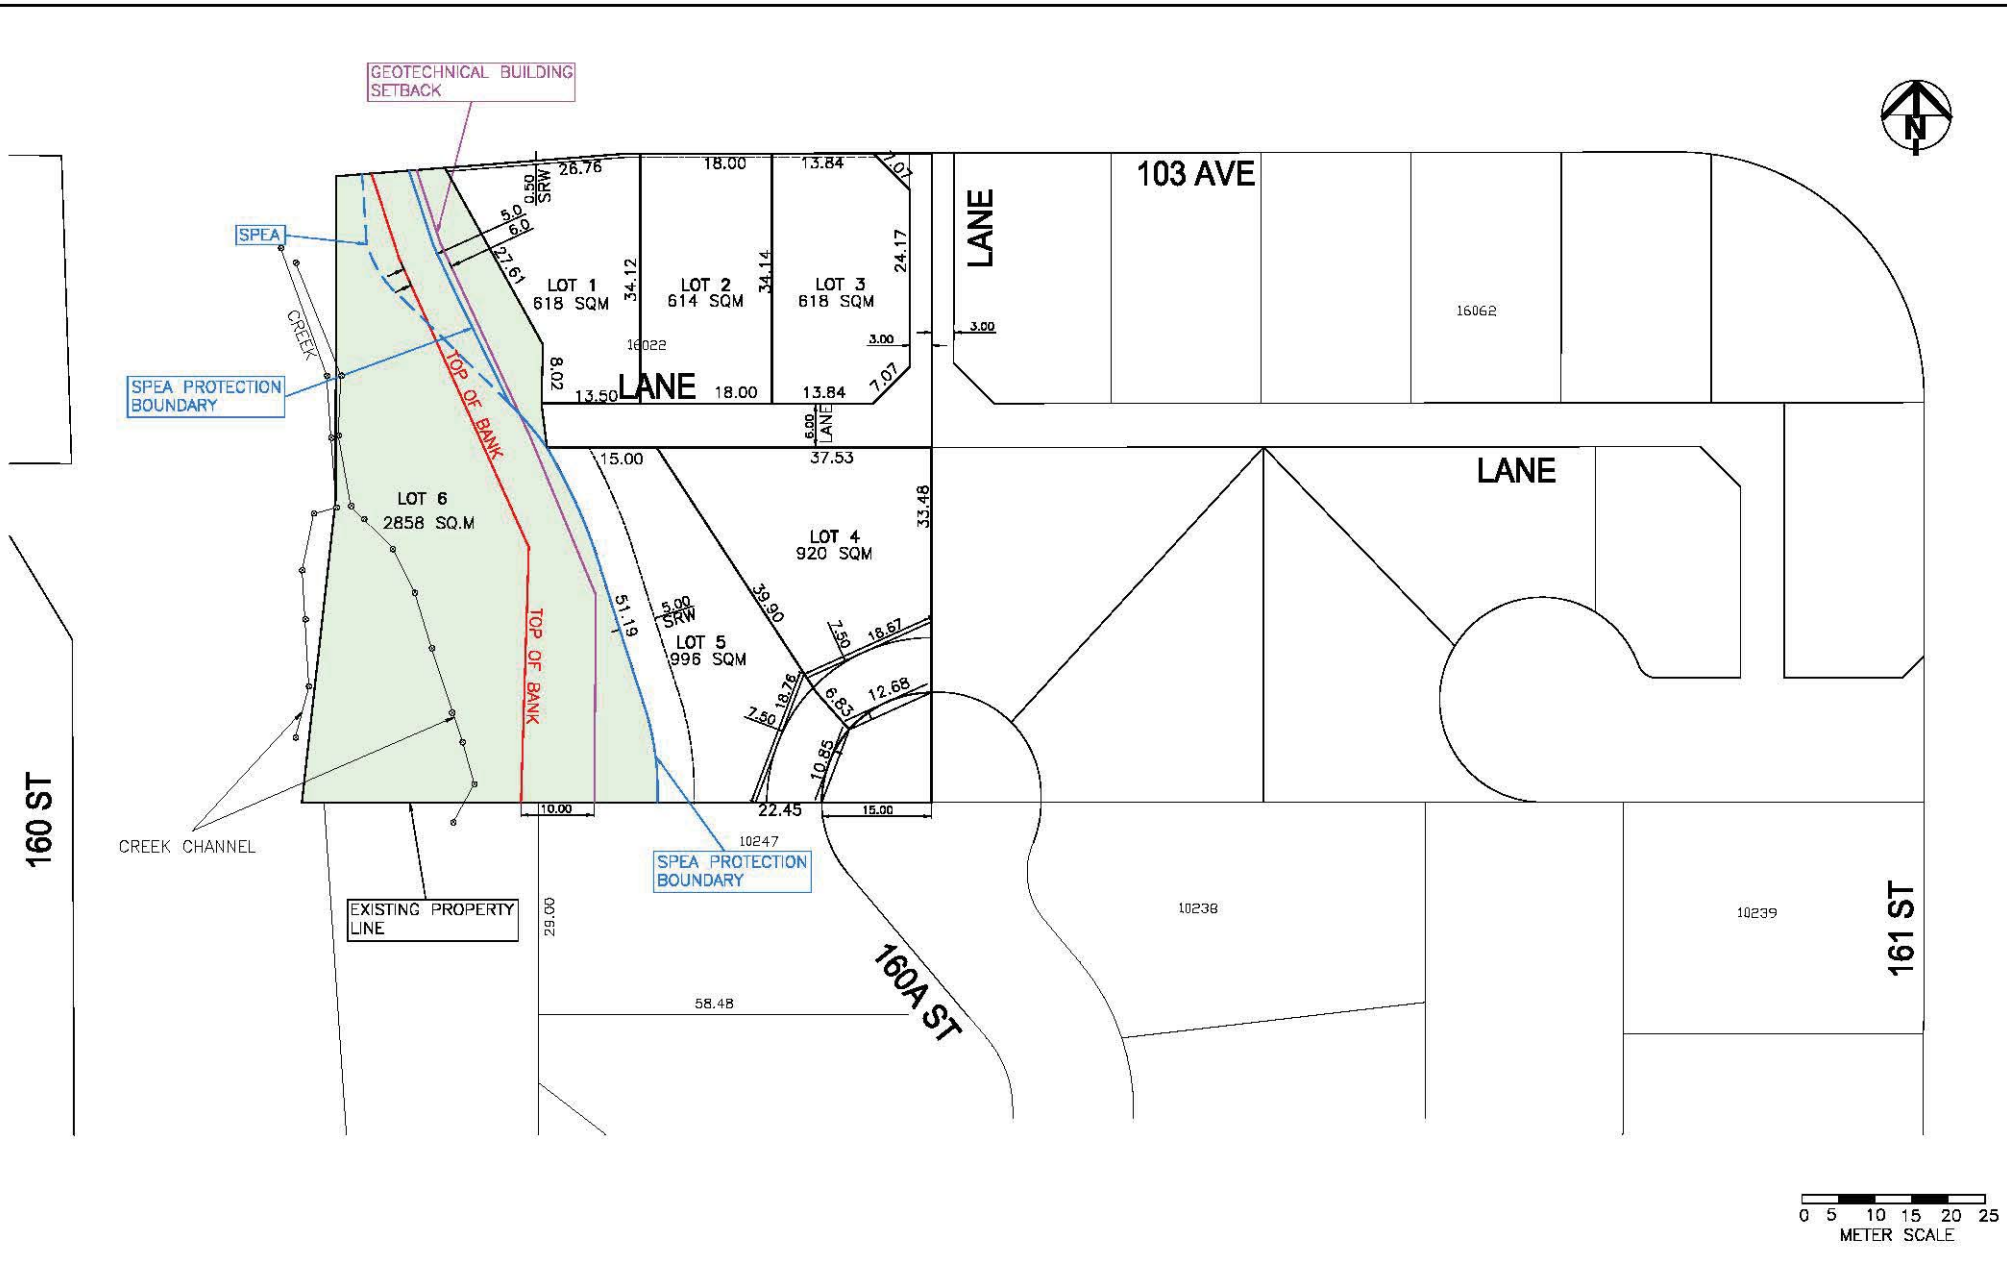 GEOTECHNICAL BUILDING
SETBACK
N
26.76
18.00
13.84
7.07
103 AVE
0.50
SRW
LANE
5.0
6.0
SPEA
27.61
34.12
34.14
24.17
LOT 1
618 SQM
LOT 2
614 SQM
LOT 3
618 SQM
CREEK
16062
3.00
3.00
16022
SPEA PROTECTION
BOUNDARY
TOP OF BANK
8.02
13.50
LANE
18.00
13.84
7.07
6.00
LANE
15.00
37.53
LANE
LOT 6
2858 SQ.M
33.48
LOT 4
920 SQM
39.90
51.19
5.00
SRW
LOT 5
996 SQM
7.50
18.67
TOP OF BANK
18.76
7.50
6.83
12.68
10.85
10.00
22.45
15.00
160 ST
CREEK CHANNEL
10247
SPEA PROTECTION
BOUNDARY
EXISTING PROPERTY
LINE
29.00
10238
10239
161 ST
160A ST
58.48
0 5 10 15 20 25
METER SCALE